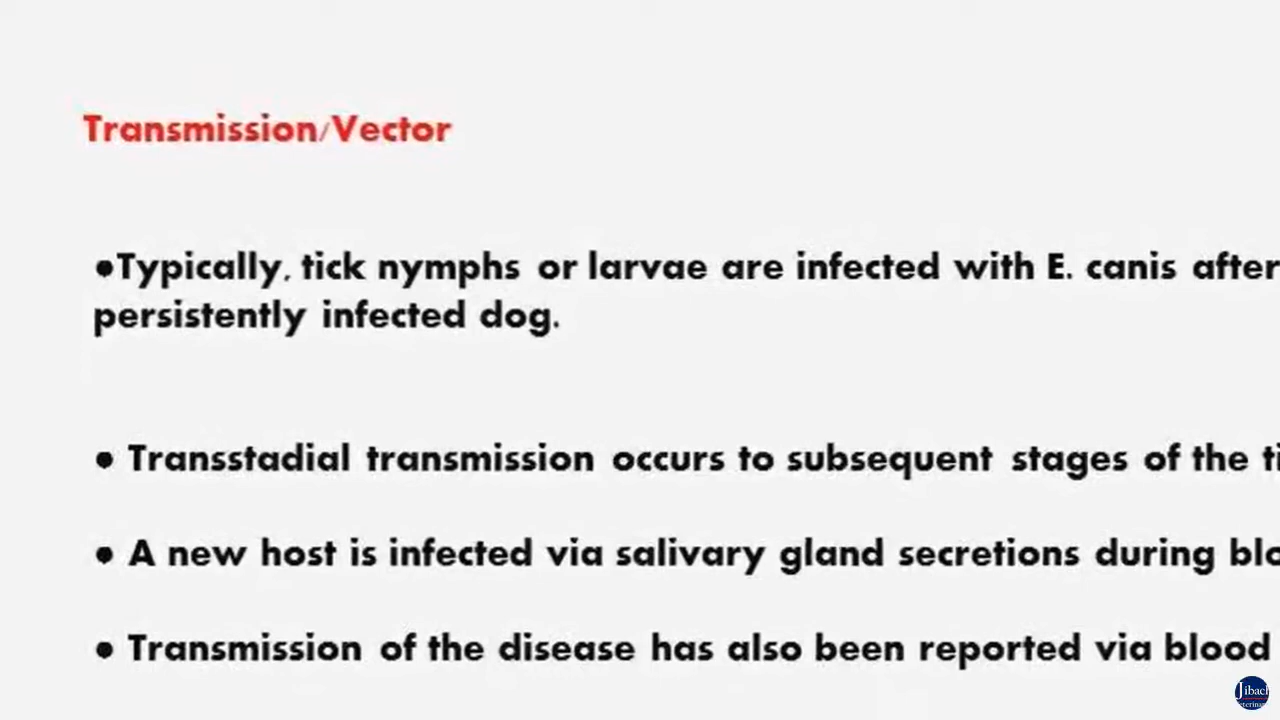 Transmission/Vector
●Typically, tick nymphs or larvae are infected with E. canis after
persistently infected dog.
● Transstadial transmission occurs to subsequent stages of the
● A new host is infected via salivary gland secretions during
● Transmission of the disease has also been reported via blood